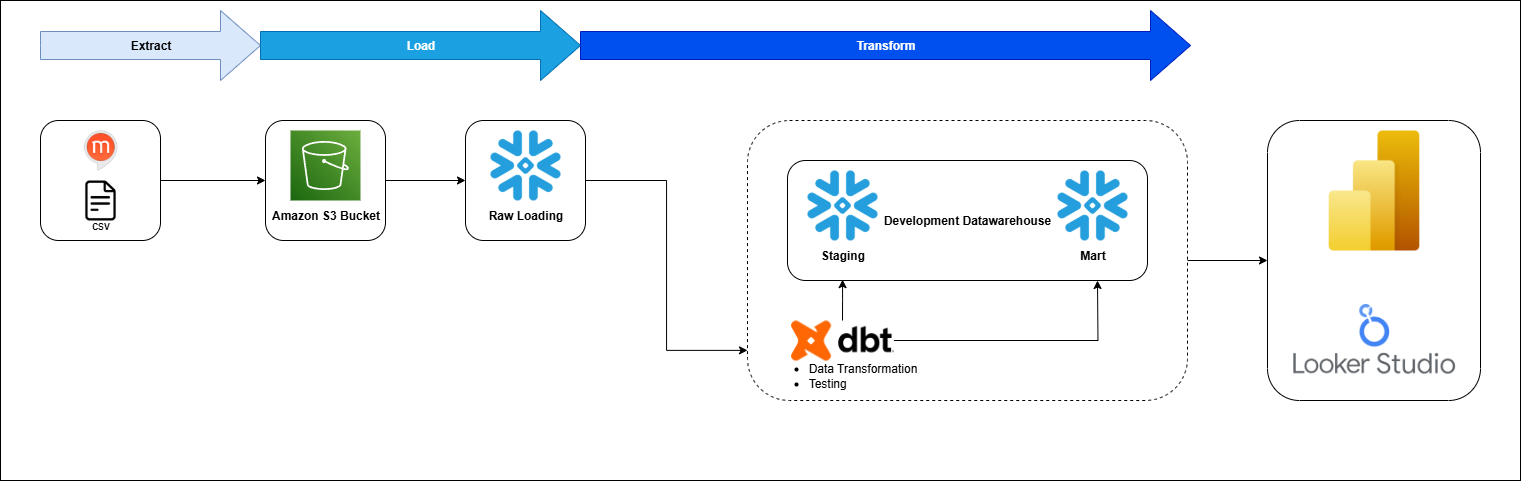 Extract
Load
Transform
m
CSV
Amazon S3 Bucket
Raw Loading
Development Datawarehouse
Staging
Mart
dbt
• Data Transformation
• Testing
Looker Studio